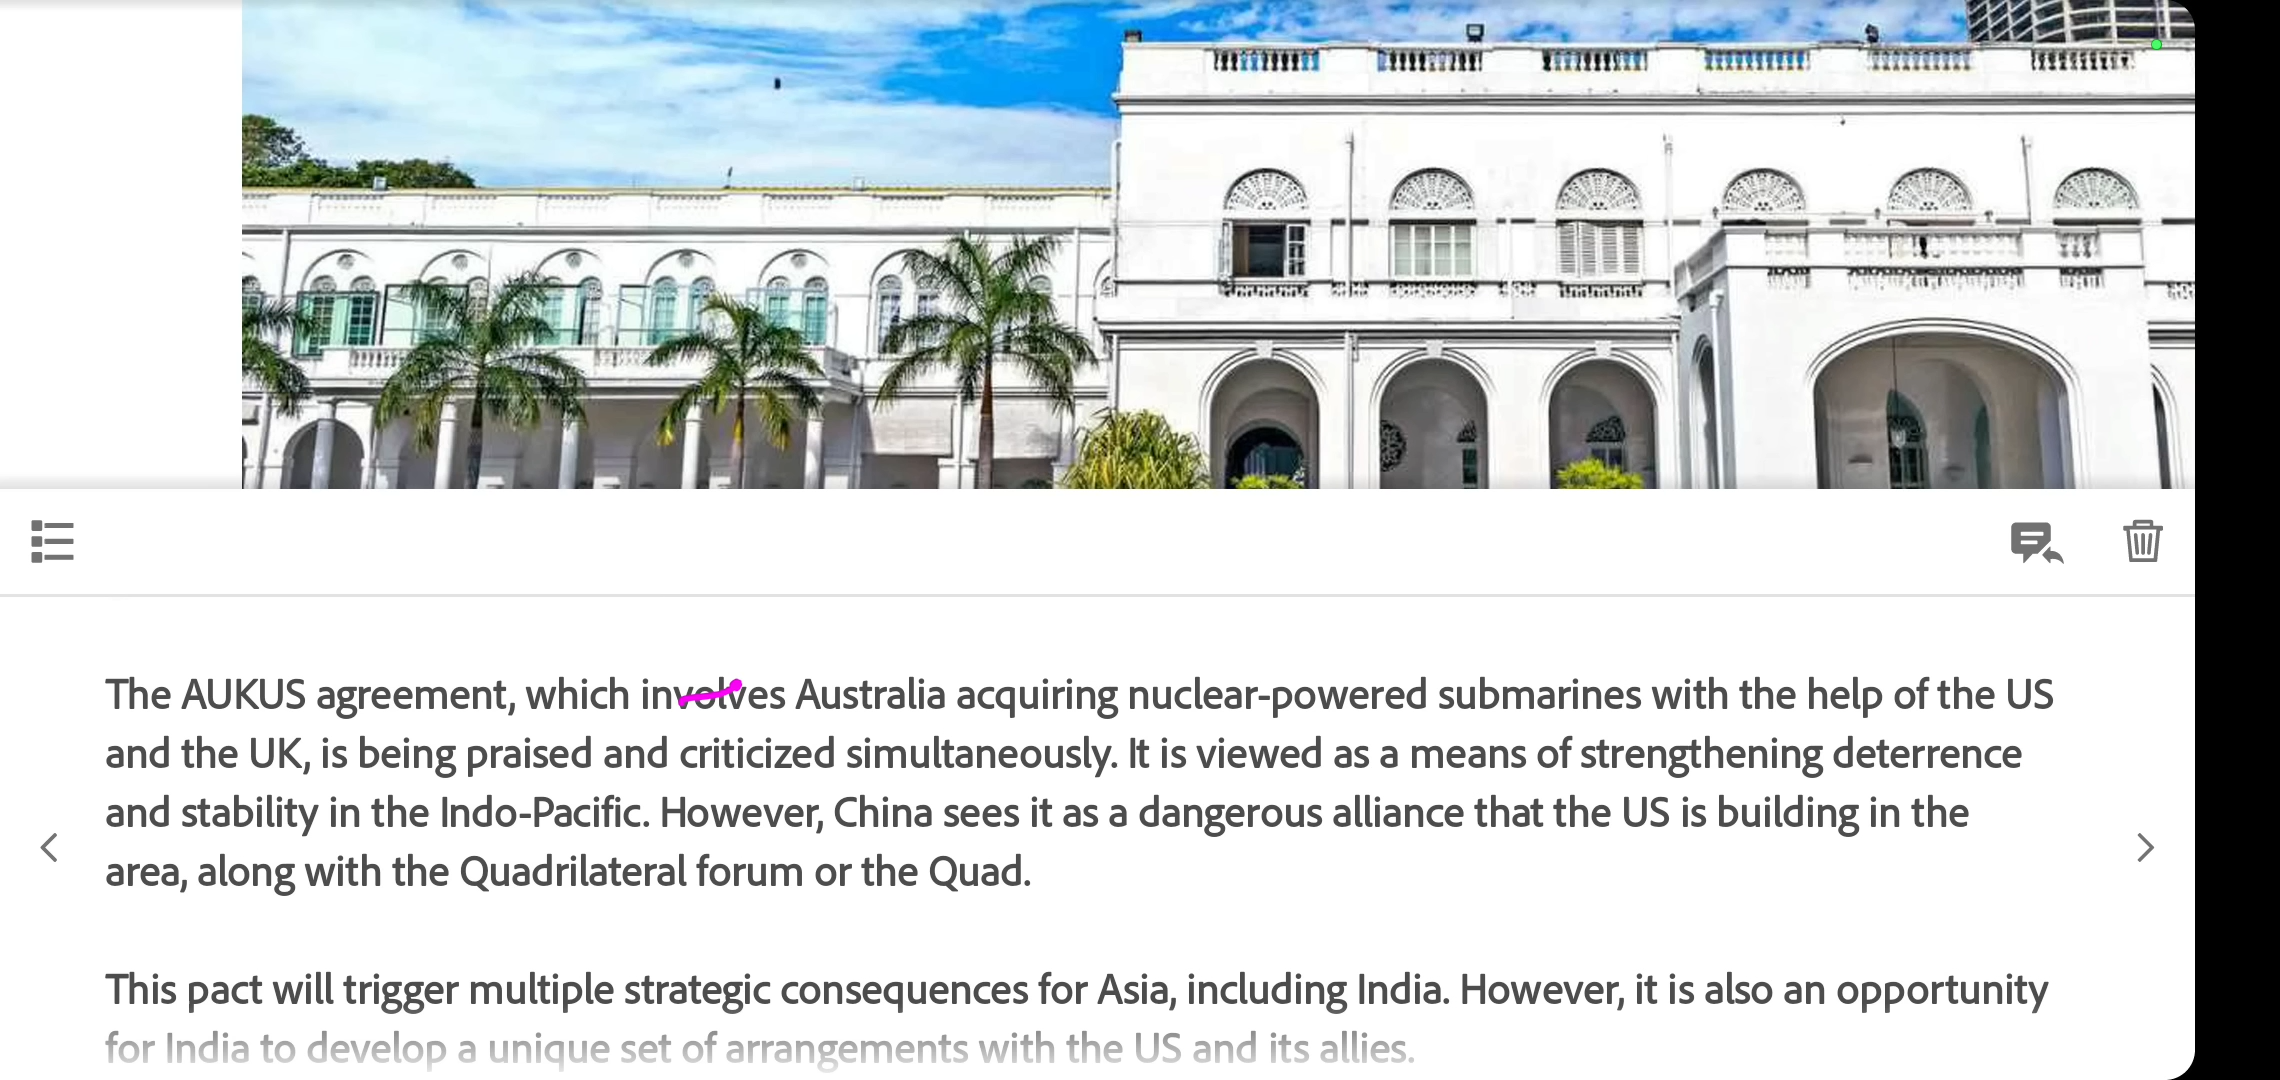 The AUKUS agreement, which involves Australia acquiring nuclear-powered submarines with the help of the US
and the UK, is being praised and criticized simultaneously. It is viewed as a means of strengthening deterrence
and stability in the Indo-Pacific. However, China sees it as a dangerous alliance that the US is building in the
area, along with the Quadrilateral forum or the Quad.
This pact will trigger multiple strategic consequences for Asia, including India. However, it is also an opportunity
for India to develop a unique set of arrangements with the US and its allies.